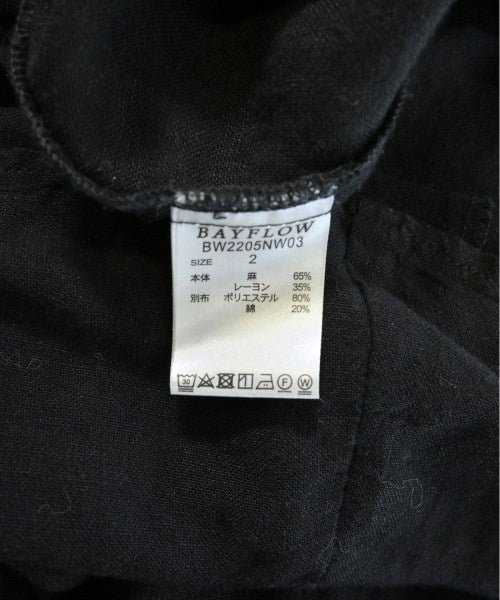 BAYFLOW
BW2205NW03
SIZE 2
本体 麻 65%
レーヨン 35%
別布 ポリエステル 80%
綿 20%
30 F W